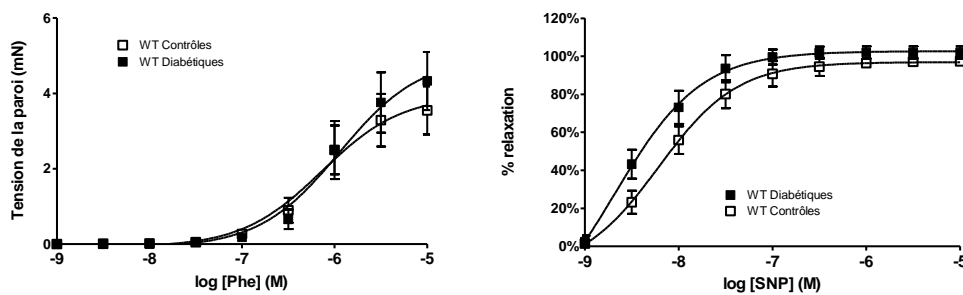 Tension de la paroi (mN)
6
4
2
0
WT Contrôles
WT Diabétiques
-9
-8
-7
-6
-5
log [Phe] (M)
% relaxation
120%
100%
80%
60%
40%
20%
0%
WT Diabétiques
WT Contrôles
-9
-8
-7
-6
-5
log [SNP] (M)